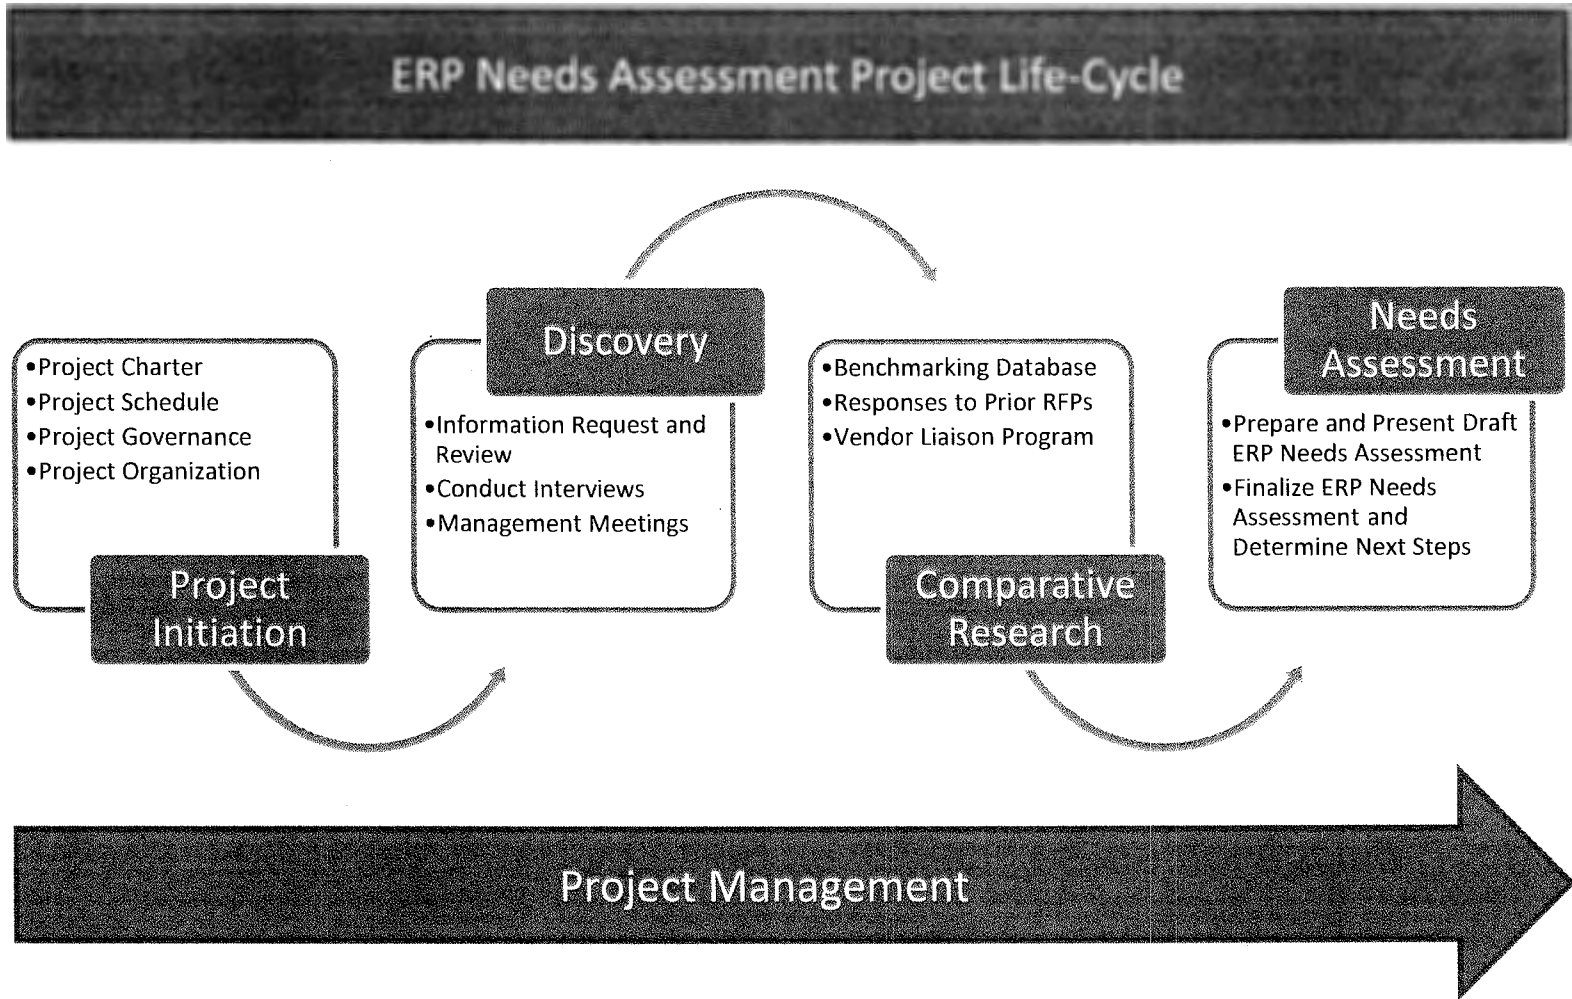 ERP Needs Assessment Project Life-Cycle
•Project Charter
•Project Schedule
•Project Governance
•Project Organization
Project
Initiation
Discovery
•Information Request and
Review
•Conduct Interviews
•Management Meetings
•Benchmarking Database
•Responses to Prior RFPs
•Vendor Liaison Program
Comparative
Research
Needs
Assessment
•Prepare and Present Draft
ERP Needs Assessment
•Finalize ERP Needs
Assessment and
Determine Next Steps
Project Management